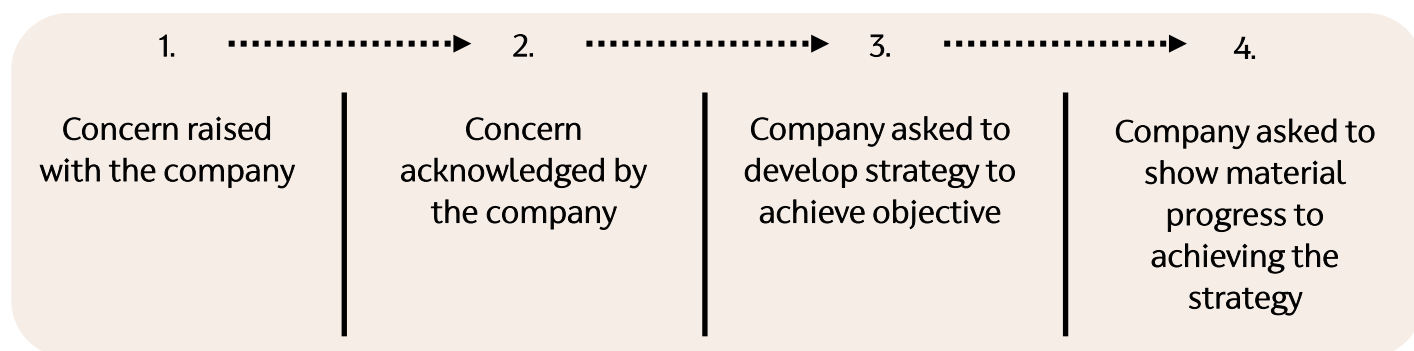 1.
Concern raised
with the company
2.
Concern
acknowledged by
the company
3.
Company asked to
develop strategy to
achieve objective
4.
Company asked to
show material
progress to
achieving the
strategy